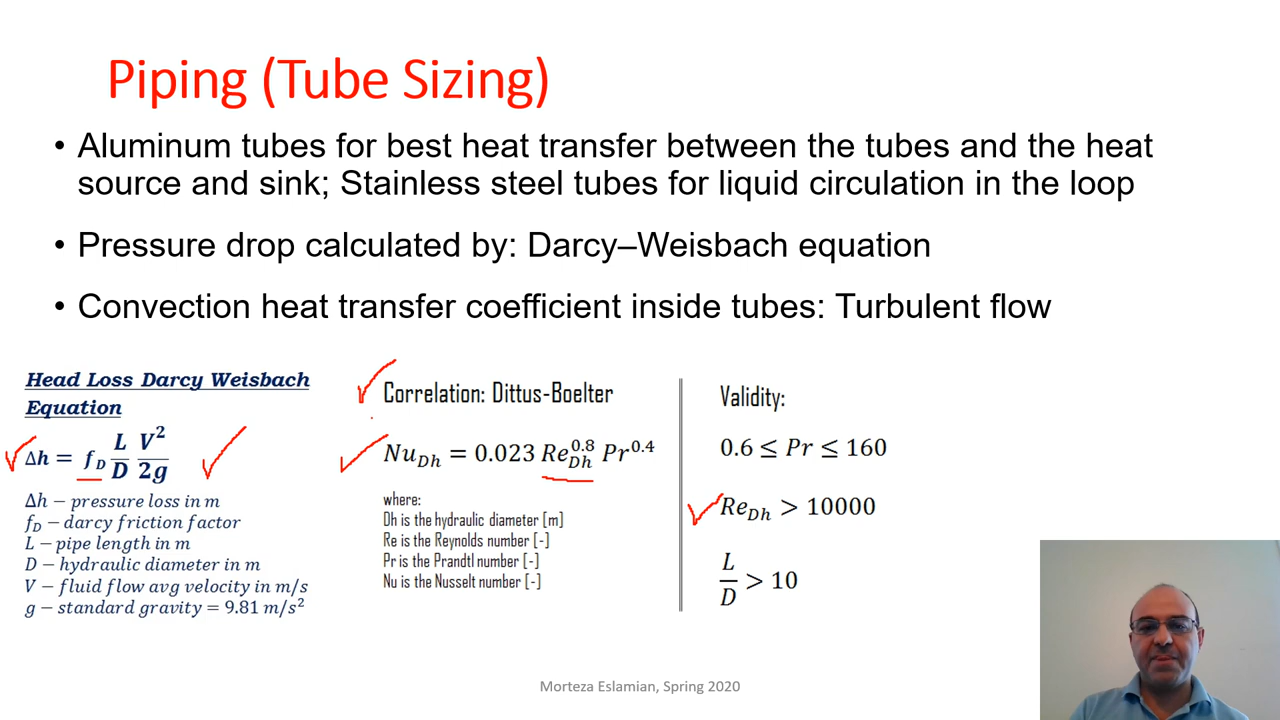 Piping (Tube Sizing)
• Aluminum tubes for best heat transfer between the tubes and the heat
source and sink; Stainless steel tubes for liquid circulation in the loop
• Pressure drop calculated by: Darcy–Weisbach equation
• Convection heat transfer coefficient inside tubes: Turbulent flow
Head Loss Darcy Weisbach
Equation
Δh = f_D L/D V²/2g
Δh – pressure loss in m
f_D – darcy friction factor
L – pipe length in m
D – hydraulic diameter in m
V – fluid flow avg velocity in m/s
g – standard gravity = 9.81 m/s²
Correlation: Dittus-Boelter
Nu_Dh = 0.023 Re_Dh^0.8 Pr^0.4
where:
Dh is the hydraulic diameter [m]
Re is the Reynolds number [-]
Pr is the Prandtl number [-]
Nu is the Nusselt number [-]
Validity:
0.6 ≤ Pr ≤ 160
Re_Dh > 10000
L/D > 10
Morteza Eslamian, Spring 2020